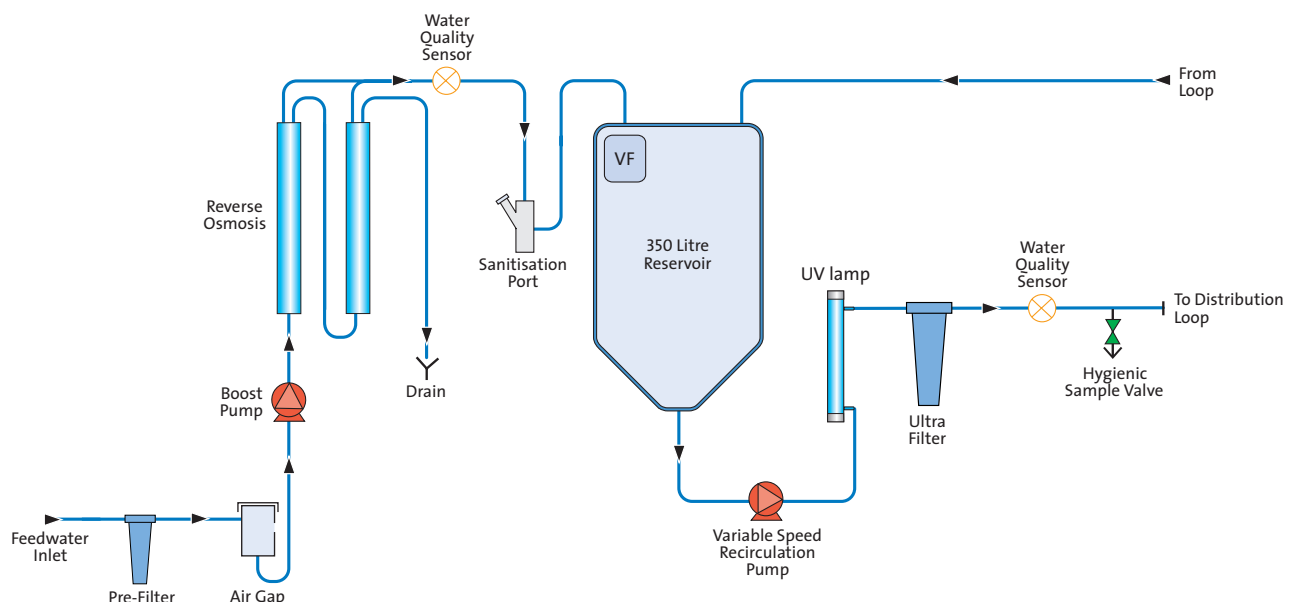 Water
Quality
Sensor
From
Loop
VF
Reverse
Osmosis
350 Litre
Reservoir
Sanitisation
Port
UV lamp
Water
Quality
Sensor
To Distribution
Loop
Boost
Pump
Drain
Hygienic
Sample Valve
Ultra
Filter
Feedwater
Inlet
Variable Speed
Recirculation
Pump
Pre-Filter
Air Gap